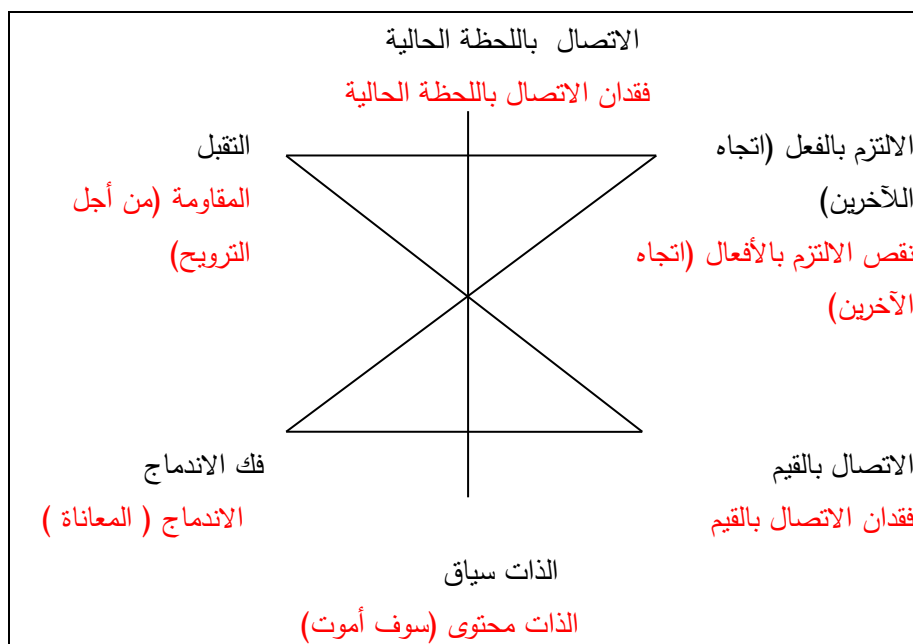 الاتصال باللحظة الحالية
فقدان الاتصال باللحظة الحالية
الالتزم بالفعل (اتجاه
اللآخرين)
نقص الالتزم بالأفعال (اتجاه
الآخرين)
التقبل
المقاومة (من أجل
الترويح)
الاتصال بالقيم
فقدان الاتصال بالقيم
فك الاندماج
الاندماج ( المعاناة )
الذات سياق
الذات محتوى (سوف أموت)